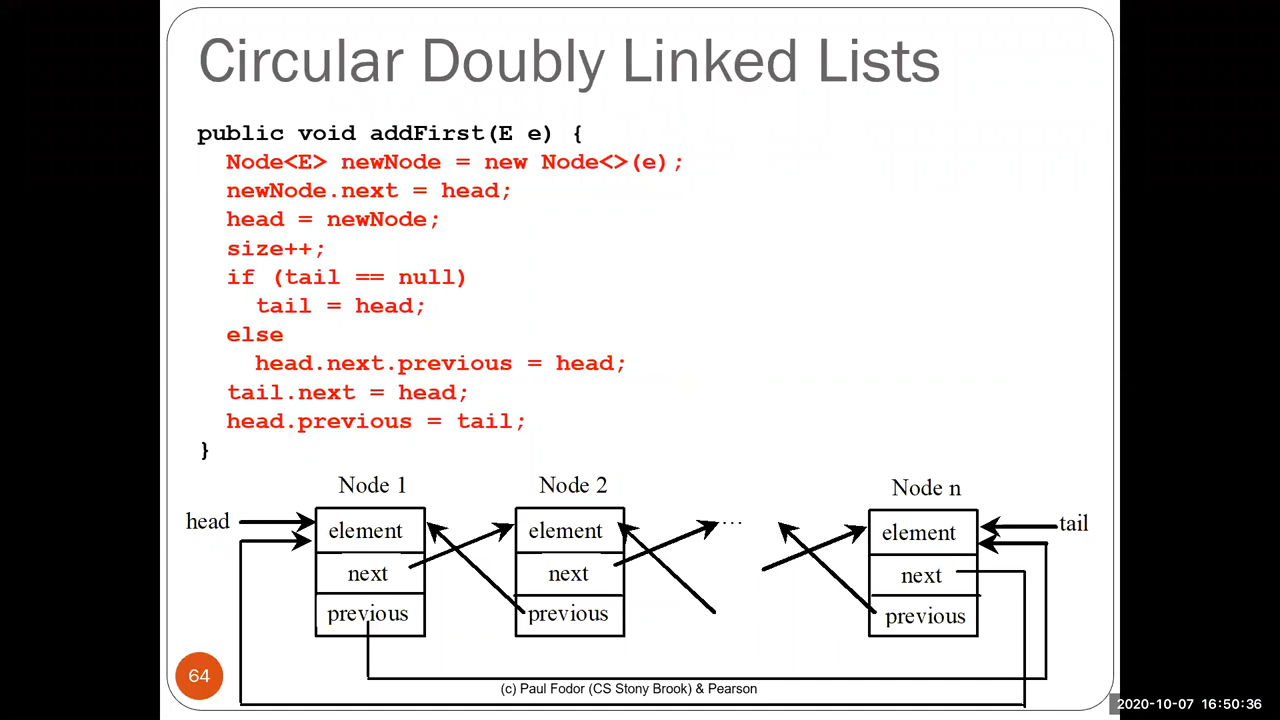 Circular Doubly Linked Lists
public void addFirst(E e) {
  Node<E> newNode = new Node<>(e);
  newNode.next = head;
  head = newNode;
  size++;
  if (tail == null)
    tail = head;
  else
    head.next.previous = head;
  tail.next = head;
  head.previous = tail;
}
Node 1 Node 2 Node n
head element element ... element tail
next next next
previous previous previous
64
(c) Paul Fodor (CS Stony Brook) & Pearson
2020-10-07 16:50:36